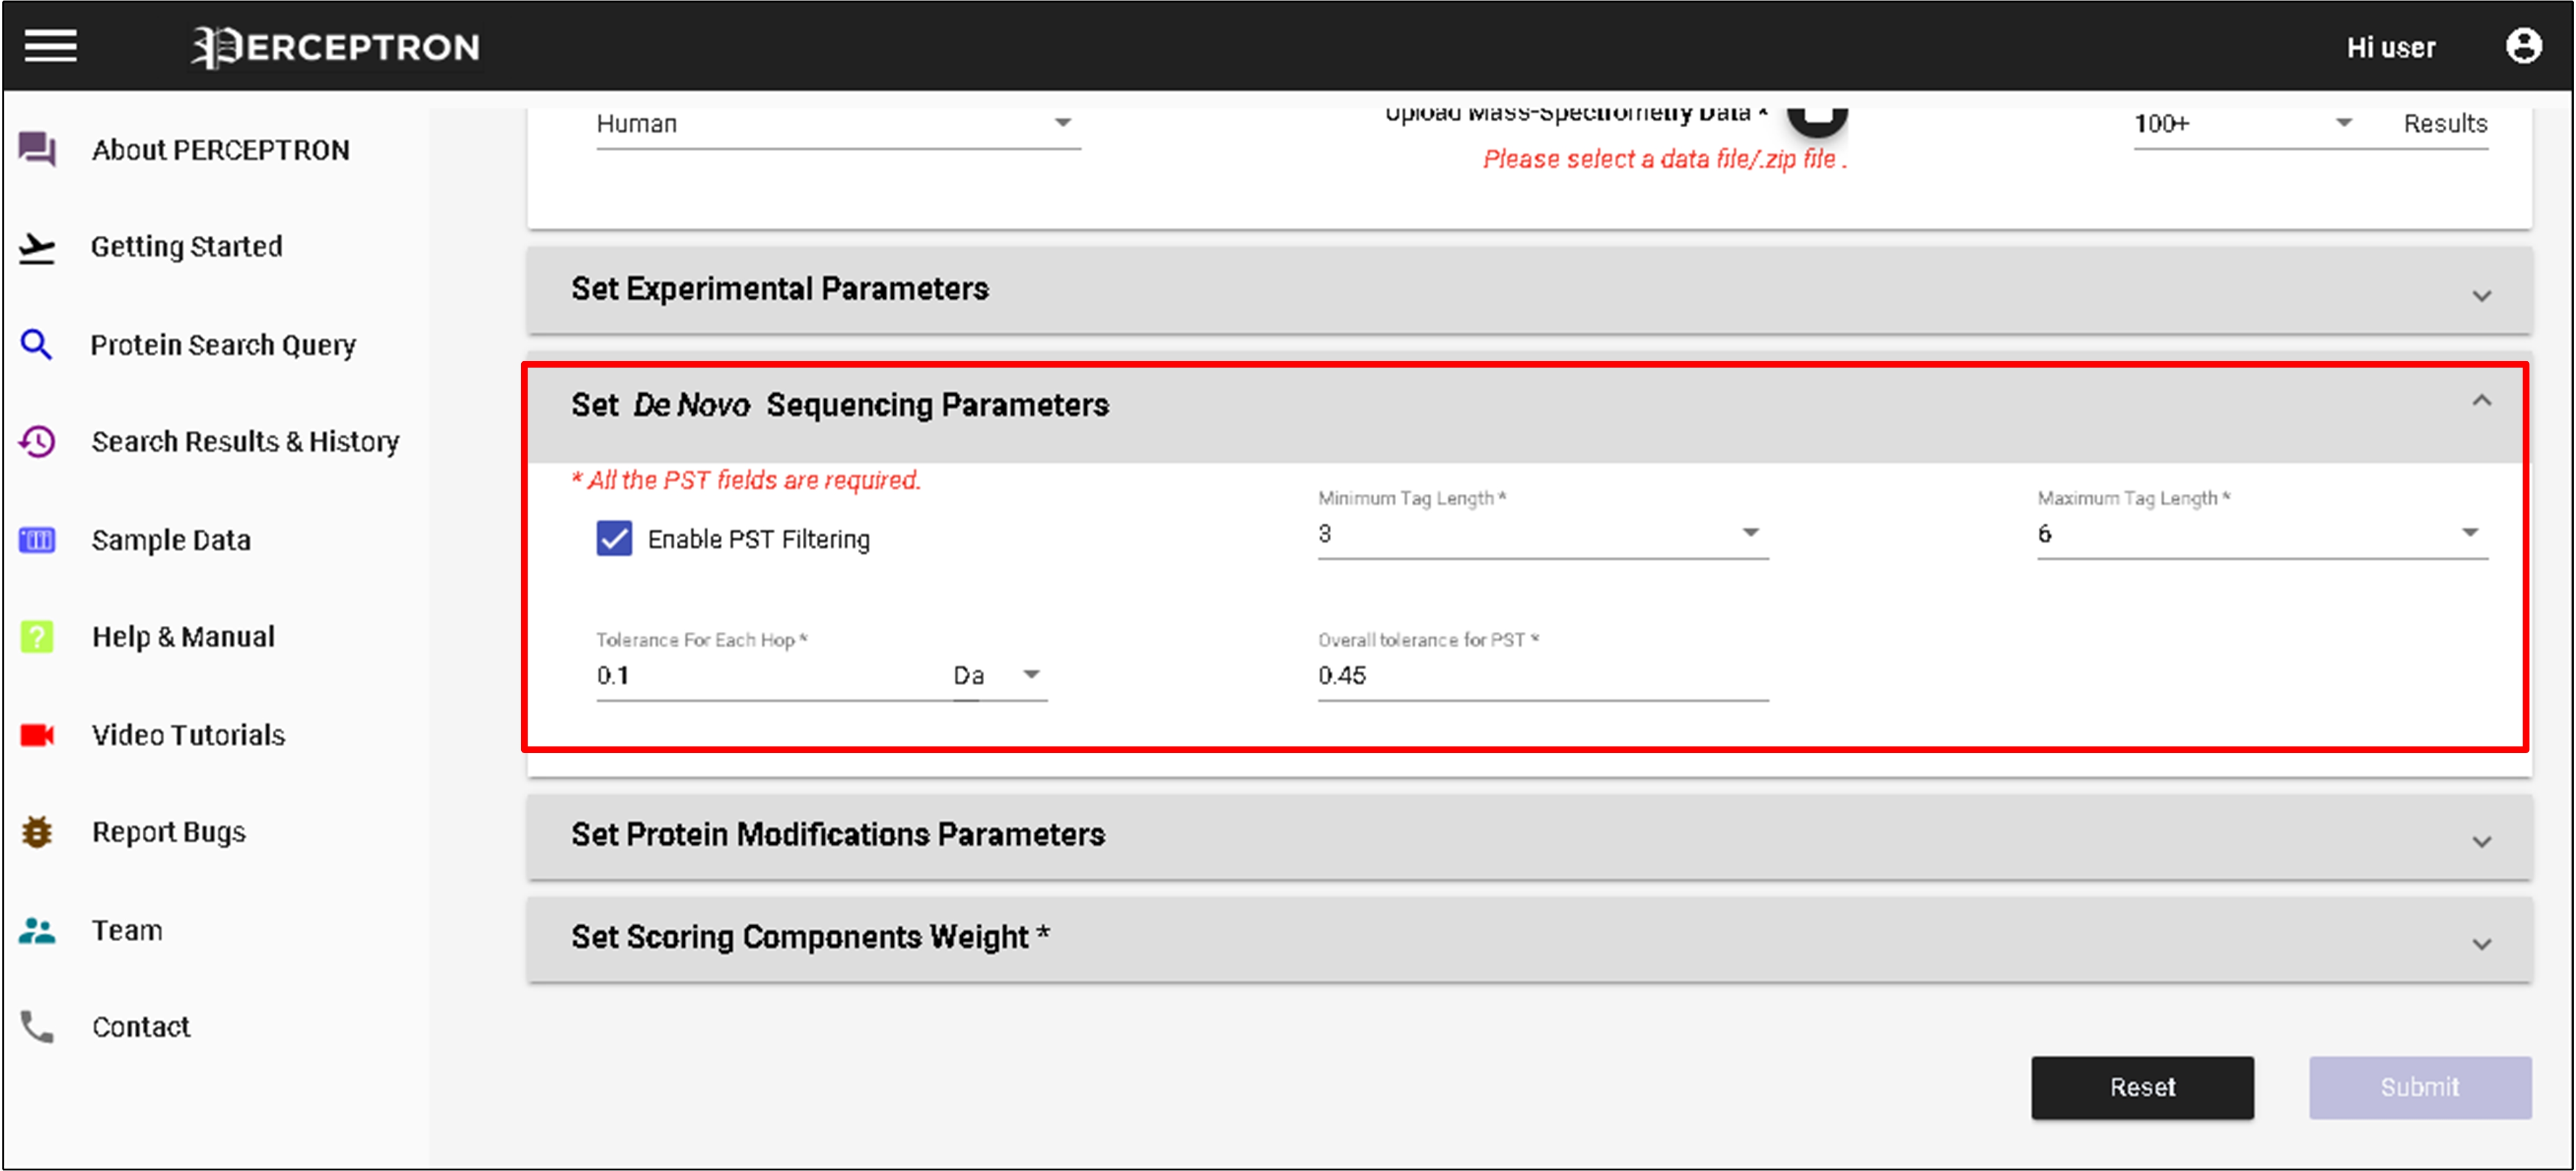 PERCEPTRON
Hi user
About PERCEPTRON
Getting Started
Protein Search Query
Search Results & History
Sample Data
Help & Manual
Video Tutorials
Report Bugs
Team
Contact
Human
Upload Mass-Spectrometry Data *
100+ Results
Please select a data file/.zip file .
Set Experimental Parameters
Set De Novo Sequencing Parameters
* All the PST fields are required.
Enable PST Filtering
Minimum Tag Length *
3
Maximum Tag Length *
6
Tolerance For Each Hop *
0.1 Da
Overall tolerance for PST *
0.45
Set Protein Modifications Parameters
Set Scoring Components Weight *
Reset
Submit